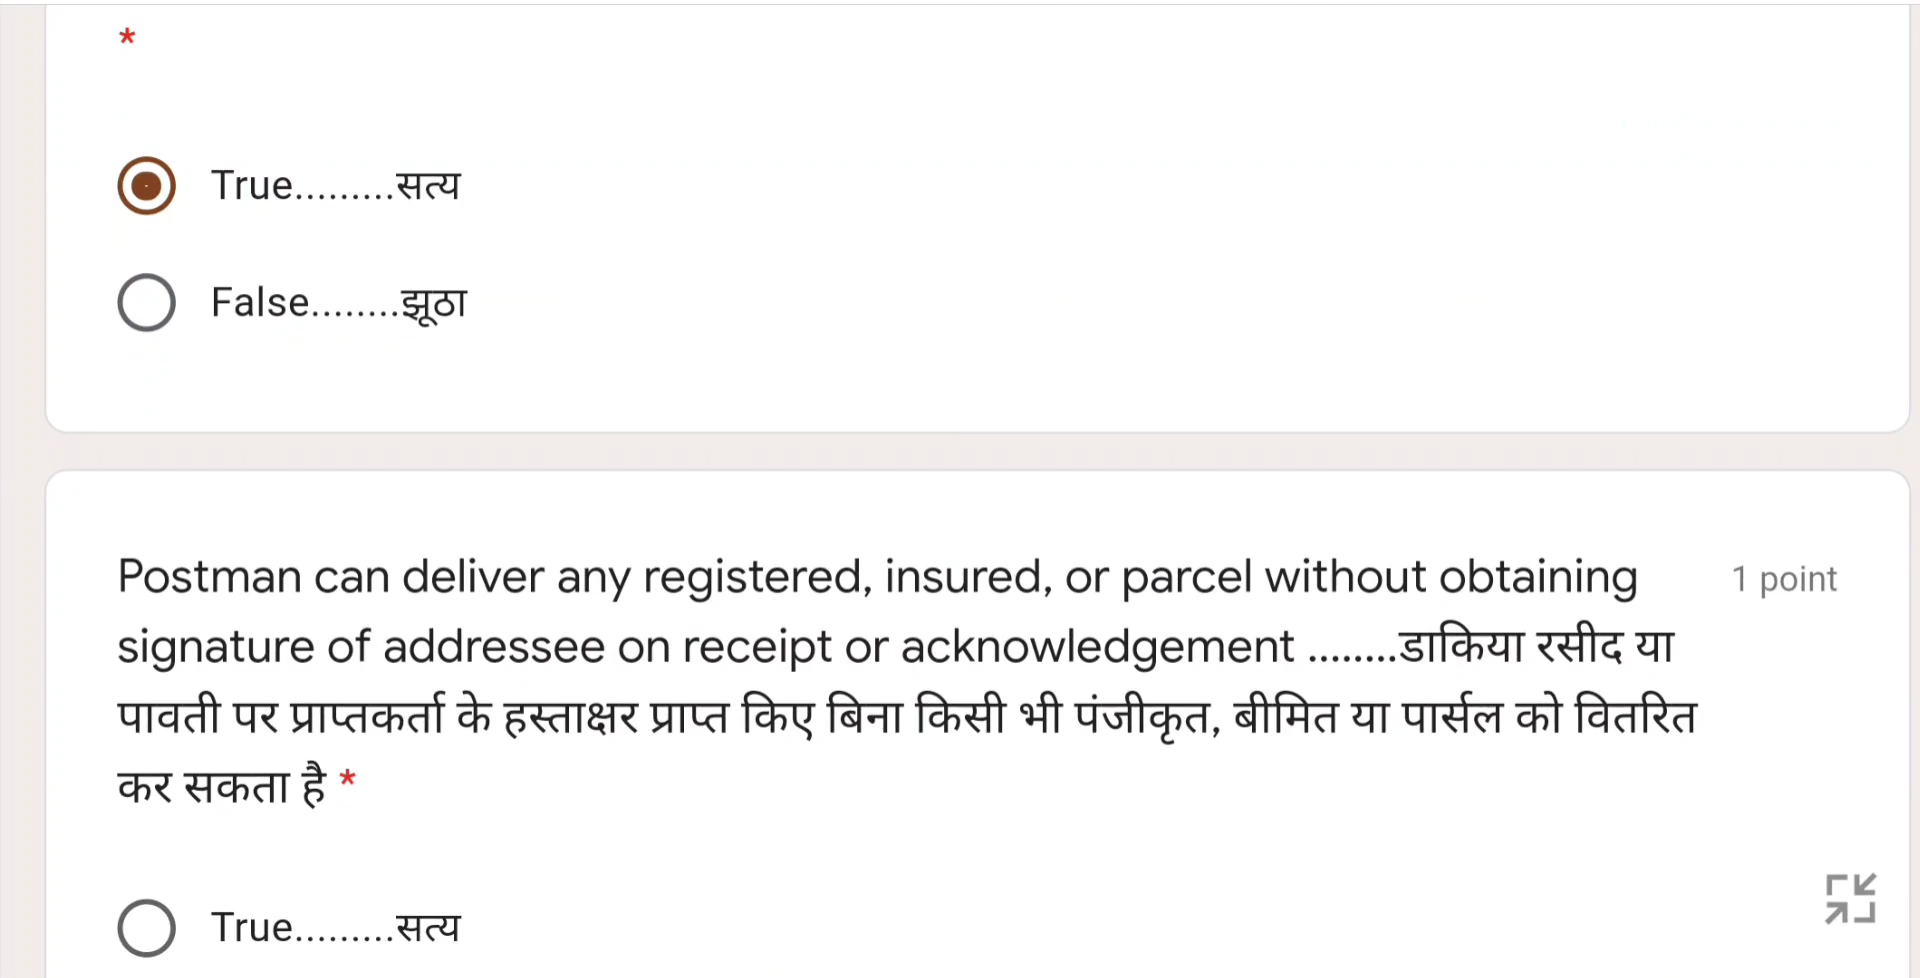 *
True.........सत्य
False........झूठा
Postman can deliver any registered, insured, or parcel without obtaining
1 point
signature of addressee on receipt or acknowledgement ........डाकिया रसीद या
पावती पर प्राप्तकर्ता के हस्ताक्षर प्राप्त किए बिना किसी भी पंजीकृत, बीमित या पार्सल को वितरित
कर सकता है *
True.........सत्य